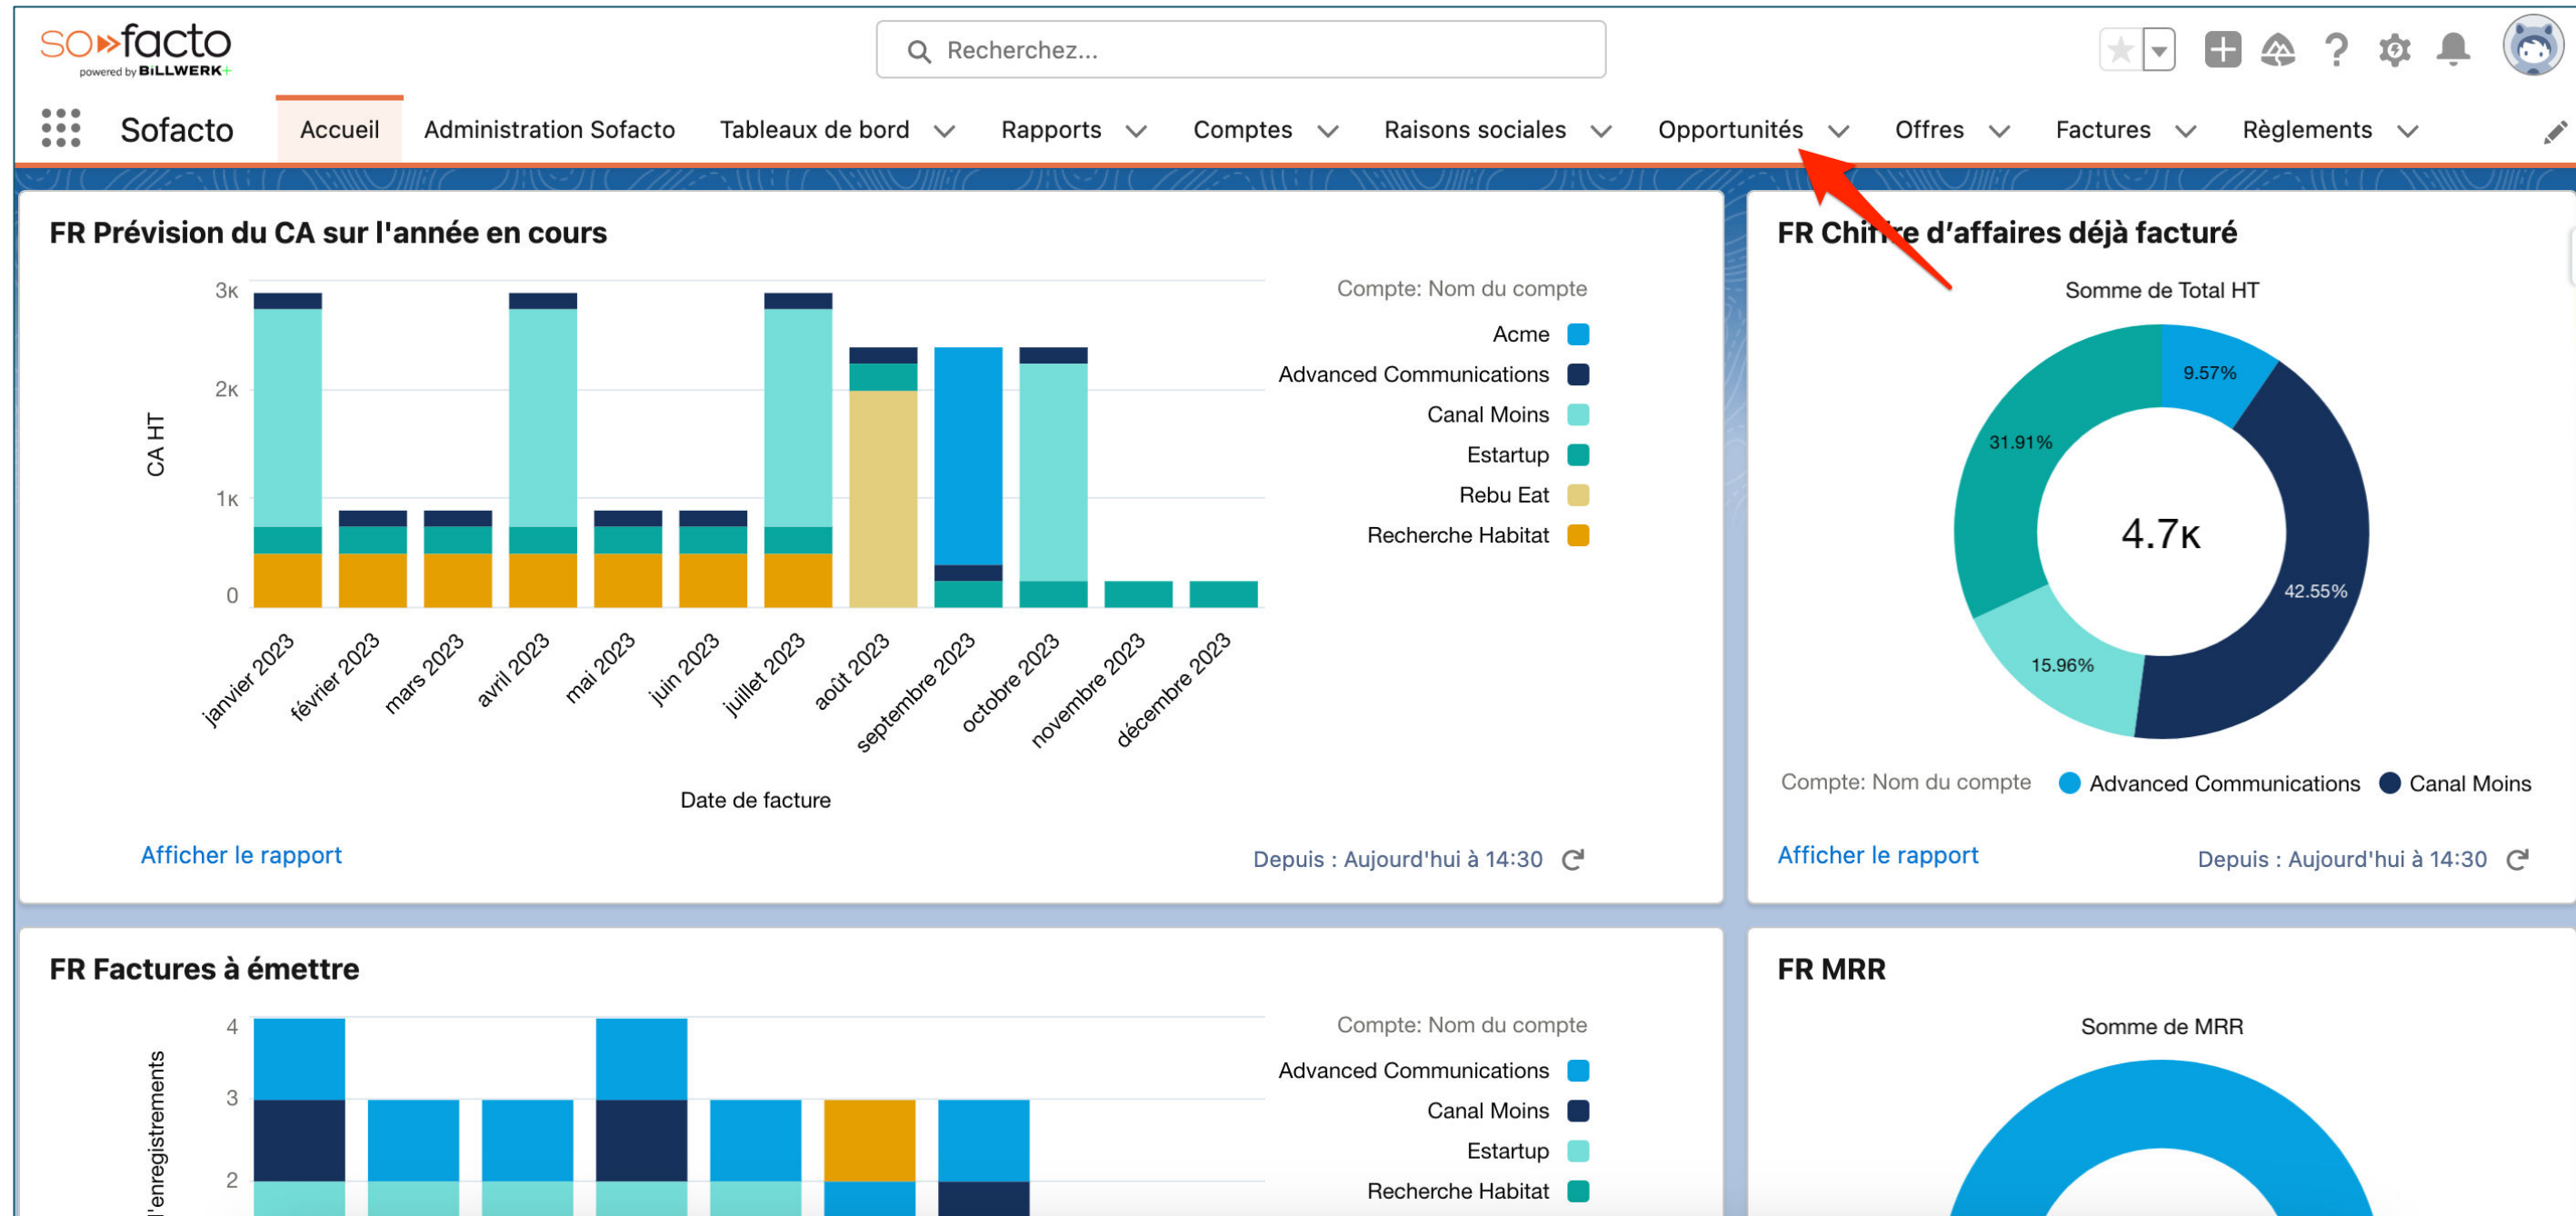 so facto
powered by BiLLWERK+
Recherchez...
Sofacto
Accueil
Administration Sofacto
Tableaux de bord
Rapports
Comptes
Raisons sociales
Opportunités
Offres
Factures
Règlements
FR Prévision du CA sur l'année en cours
3K
2K
1K
0
CA HT
janvier 2023
février 2023
mars 2023
avril 2023
mai 2023
juin 2023
juillet 2023
août 2023
septembre 2023
octobre 2023
novembre 2023
décembre 2023
Date de facture
Compte: Nom du compte
Acme
Advanced Communications
Canal Moins
Estartup
Rebu Eat
Recherche Habitat
Afficher le rapport
Depuis : Aujourd'hui à 14:30
FR Chiffre d’affaires déjà facturé
Somme de Total HT
9.57%
31.91%
4.7K
42.55%
15.96%
Compte: Nom du compte
Advanced Communications
Canal Moins
Afficher le rapport
Depuis : Aujourd'hui à 14:30
FR Factures à émettre
4
3
2
l'enregistrements
Compte: Nom du compte
Advanced Communications
Canal Moins
Estartup
Recherche Habitat
FR MRR
Somme de MRR